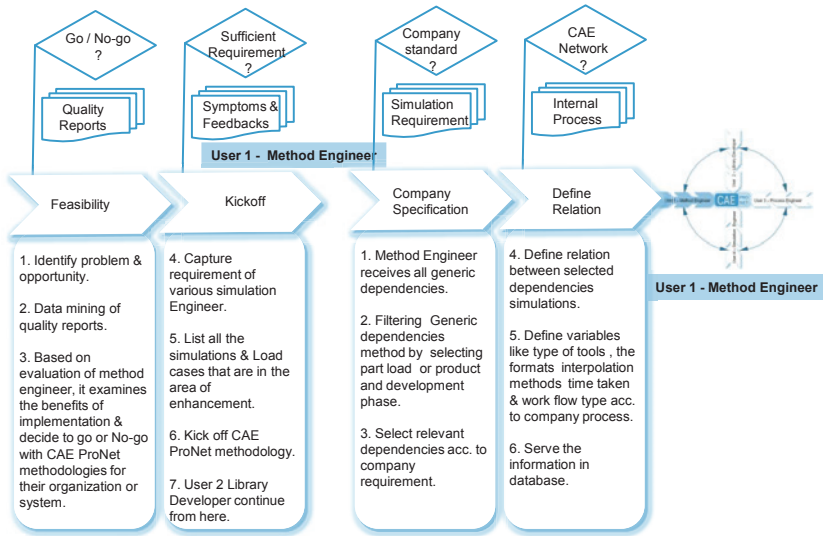 Go / No-go
?
Sufficient
Requirement
?
Company
standard
?
CAE
Network
?
Quality
Reports
Symptoms &
Feedbacks
Simulation
Requirement
Internal
Process
User 1 - Method Engineer
Feasibility
Kickoff
Company
Specification
Define
Relation
1. Identify problem &
opportunity.
2. Data mining of
quality reports.
3. Based on
evaluation of method
engineer, it examines
the benefits of
implementation &
decide to go or No-go
with CAE ProNet
methodologies for
their organization or
system.
4. Capture
requirement of
various simulation
Engineer.
5. List all the
simulations & Load
cases that are in the
area of
enhancement.
6. Kick off CAE
ProNet methodology.
7. User 2 Library
Developer continue
from here.
1. Method Engineer
receives all generic
dependencies.
2. Filtering Generic
dependencies
method by selecting
part load or product
and development
phase.
3. Select relevant
dependencies acc. to
company
requirement.
4. Define relation
between selected
dependencies
simulations.
5. Define variables
like type of tools , the
formats interpolation
methods time taken
& work flow type acc.
to company process.
6. Serve the
information in
database.
CAE
User 1 - Method Engineer